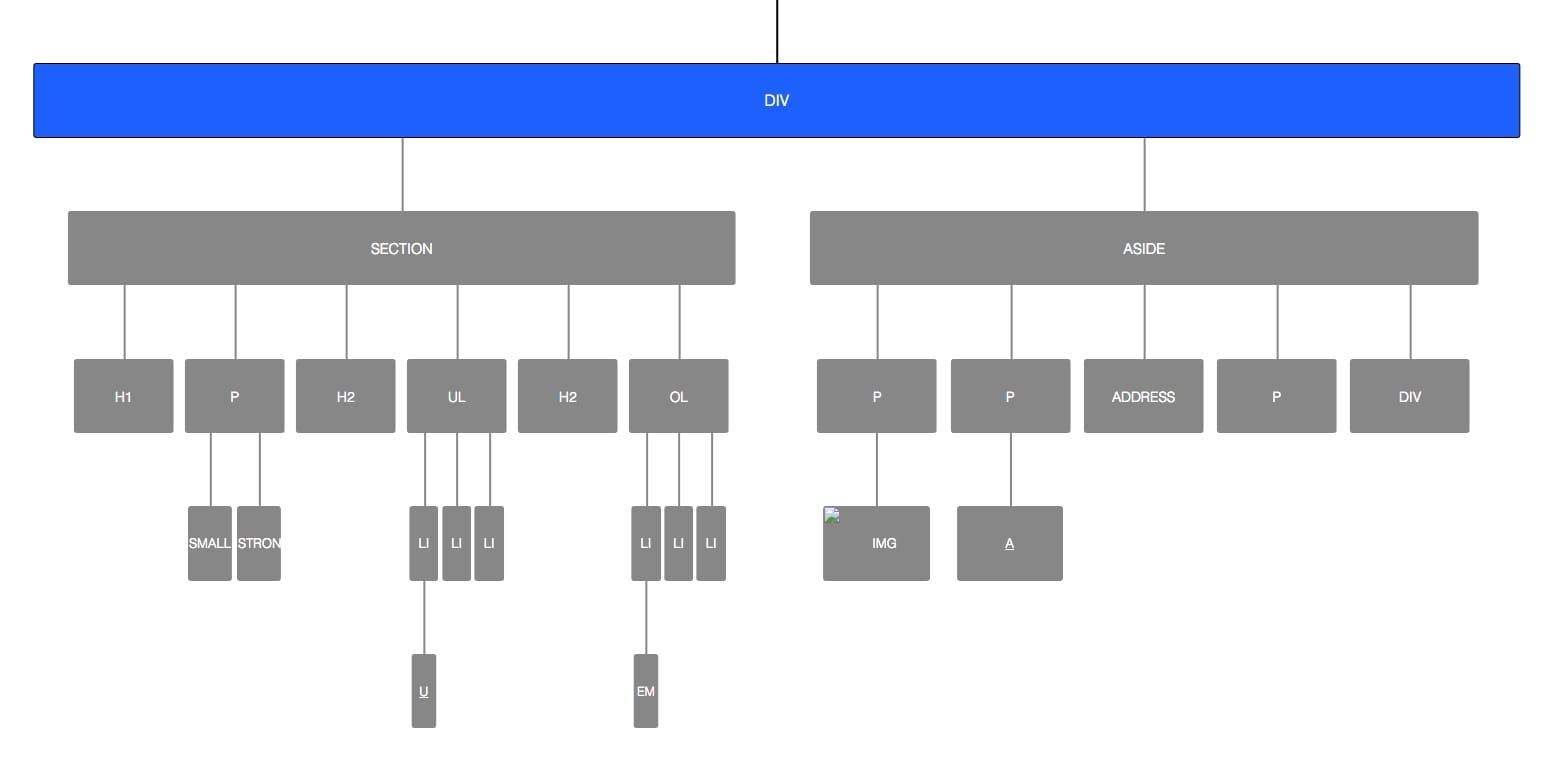 DIV
SECTION ASIDE
H1 P H2 UL H2 OL P P ADDRESS P DIV
SMALL STRON LI LI LI LI LI LI IMG A
U EM